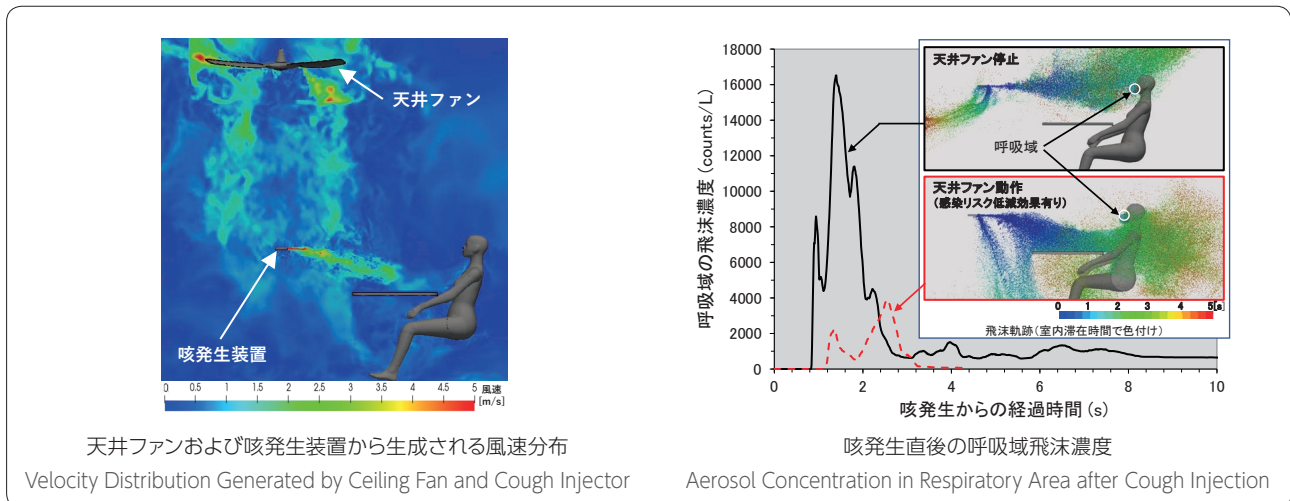 天井ファン
咳発生装置
0 0.5 1 1.5 2 2.5 3 3.5 4 4.5 5 風速
[m/s]
天井ファンおよび咳発生装置から生成される風速分布
Velocity Distribution Generated by Ceiling Fan and Cough Injector
呼吸域の飛沫濃度 (counts/L)
18000
16000
14000
12000
10000
8000
6000
4000
2000
0
0 2 4 6 8 10
咳発生からの経過時間 (s)
天井ファン停止
呼吸域
天井ファン動作
(感染リスク低減効果有り)
0 1 2 3 4 5[s]
飛沫軌跡(室内滞在時間で色付け)
咳発生直後の呼吸域飛沫濃度
Aerosol Concentration in Respiratory Area after Cough Injection